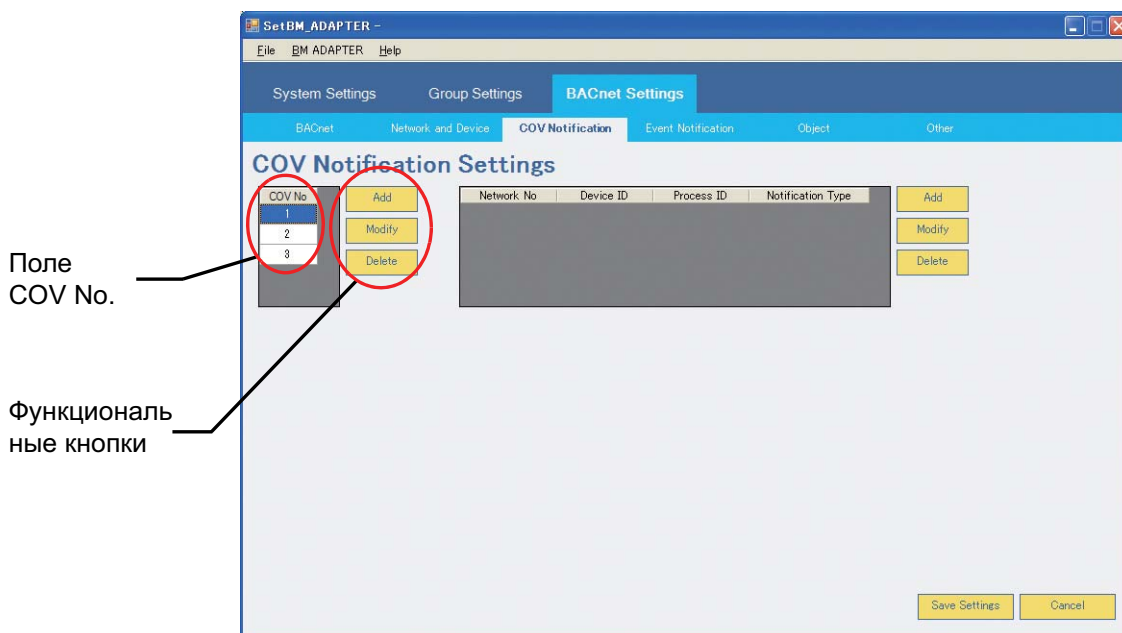 SetBM_ADAPTER -
File BM ADAPTER Help
System Settings Group Settings BACnet Settings
BACnet Network and Device COV Notification Event Notification Object Other
COV Notification Settings
COV No Add Network No Device ID Process ID Notification Type Add
1
2 Modify Modify
3 Delete Delete
Поле
COV No.
Функциональ
ные кнопки
Save Settings Cancel